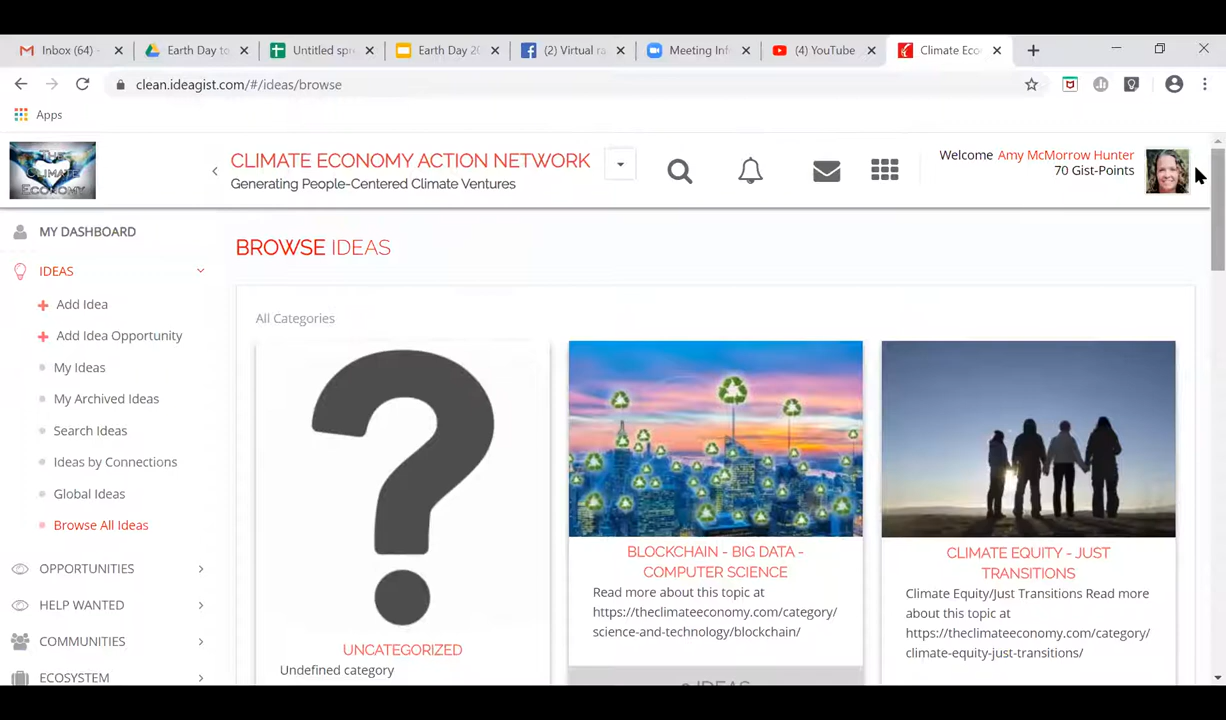 Inbox (64)
Earth Day to
Untitled spr
Earth Day 20
(2) Virtual ra
Meeting Inf
(4) YouTube
Climate Eco
clean.ideagist.com/#/ideas/browse
Apps
THE
CLIMATE
ECONOMY
CLIMATE ECONOMY ACTION NETWORK
Generating People-Centered Climate Ventures
Welcome Amy McMorrow Hunter
70 Gist-Points
MY DASHBOARD
IDEAS
Add Idea
Add Idea Opportunity
My Ideas
My Archived Ideas
Search Ideas
Ideas by Connections
Global Ideas
Browse All Ideas
OPPORTUNITIES
HELP WANTED
COMMUNITIES
ECOSYSTEM
BROWSE IDEAS
All Categories
UNCATEGORIZED
Undefined category
BLOCKCHAIN - BIG DATA -
COMPUTER SCIENCE
Read more about this topic at
https://theclimateeconomy.com/category/
science-and-technology/blockchain/
IDEAS
CLIMATE EQUITY - JUST
TRANSITIONS
Climate Equity/Just Transitions Read more
about this topic at
https://theclimateeconomy.com/category/
climate-equity-just-transitions/